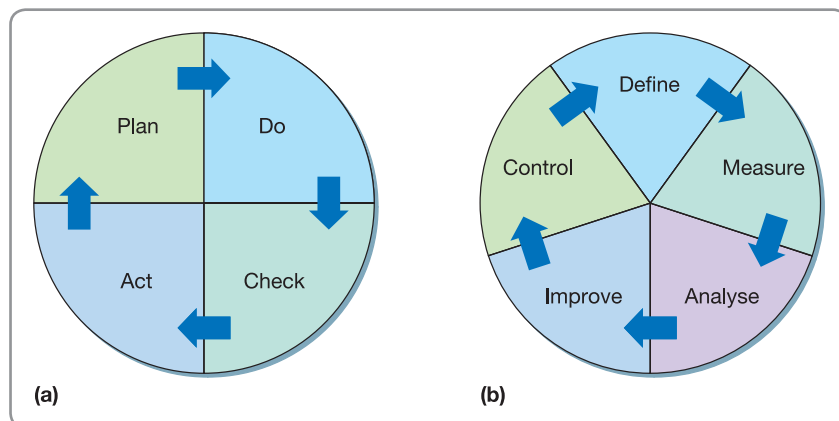 Plan
Do
Act
Check
(a)
Define
Control
Measure
Improve
Analyse
(b)